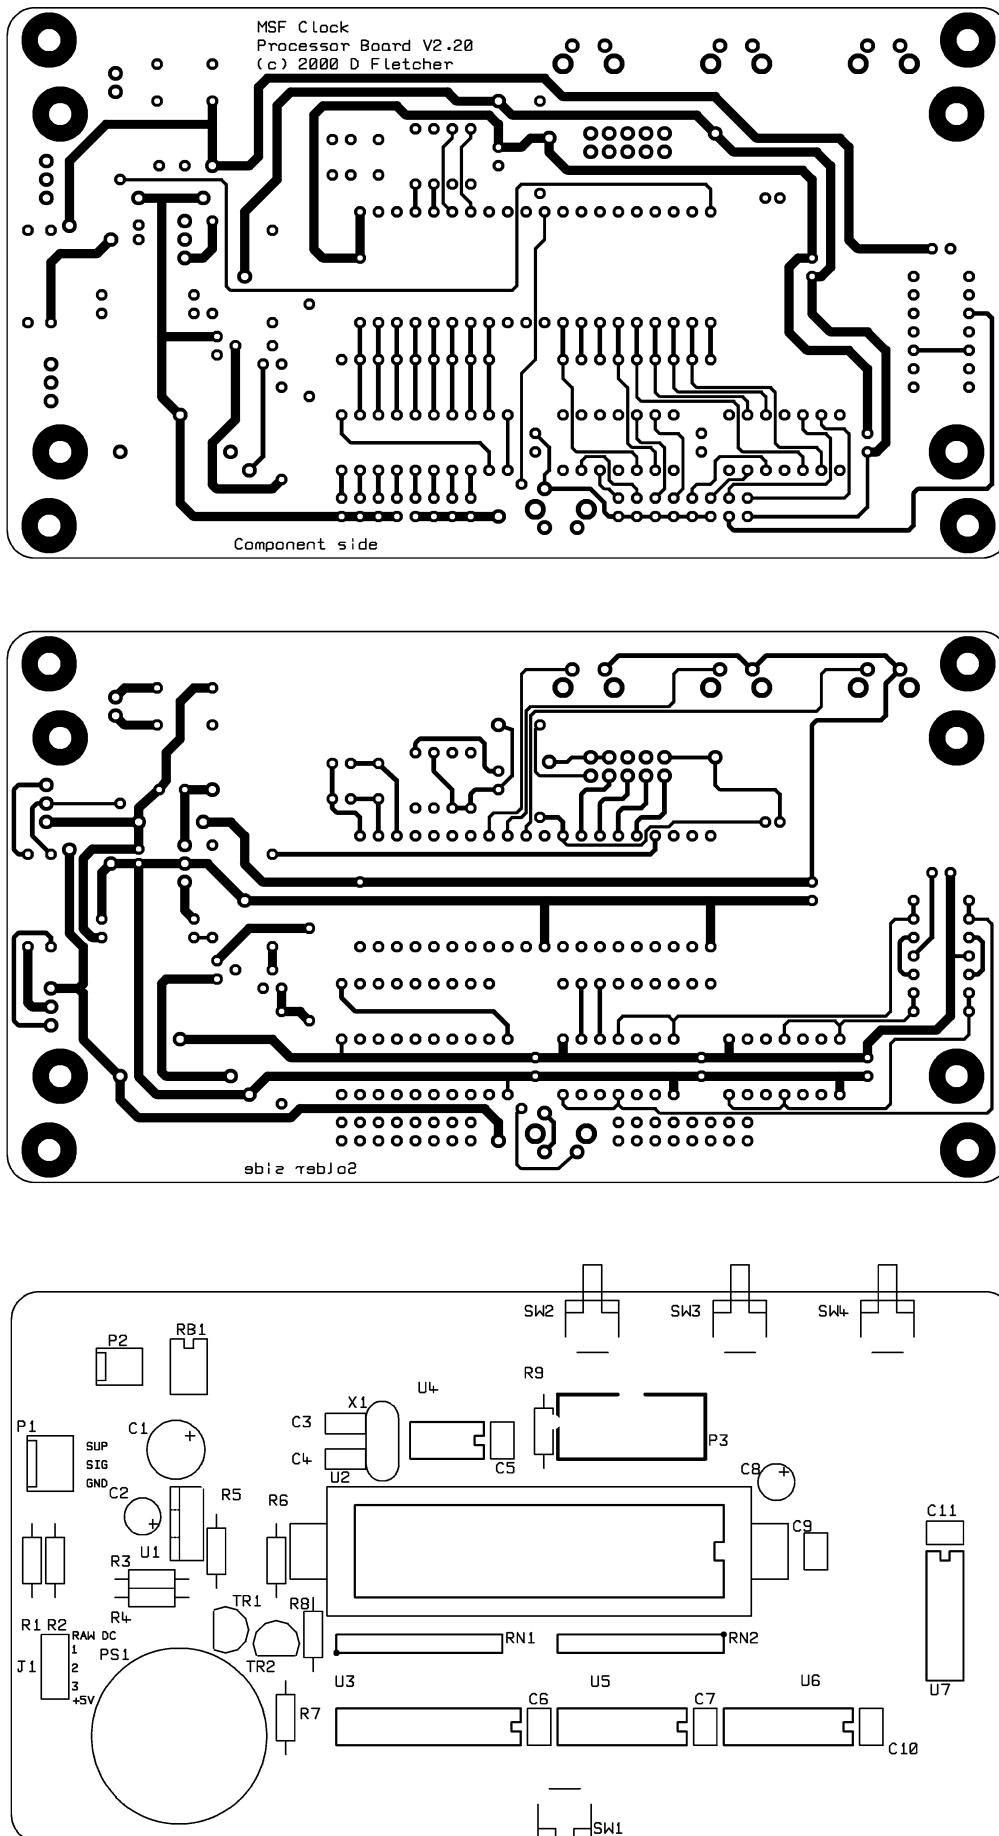 MSF Clock
Processor Board V2.20
(c) 2000 D Fletcher
Component side
Solder side
SW2 SW3 SW4
P2 RB1
R9
U4
X1
P1 C1 C3
SUP
SIG
GND
C4 C5 P3
U2
C8
C2 R5 R6
C11
C9
U1
R3
R4
TR1 R8
R1 R2
RAW DC
1
2
3
+5V
J1
PS1
TR2
RN1 RN2
U3 U5 U6 U7
R7 C6 C7
C10
SW1